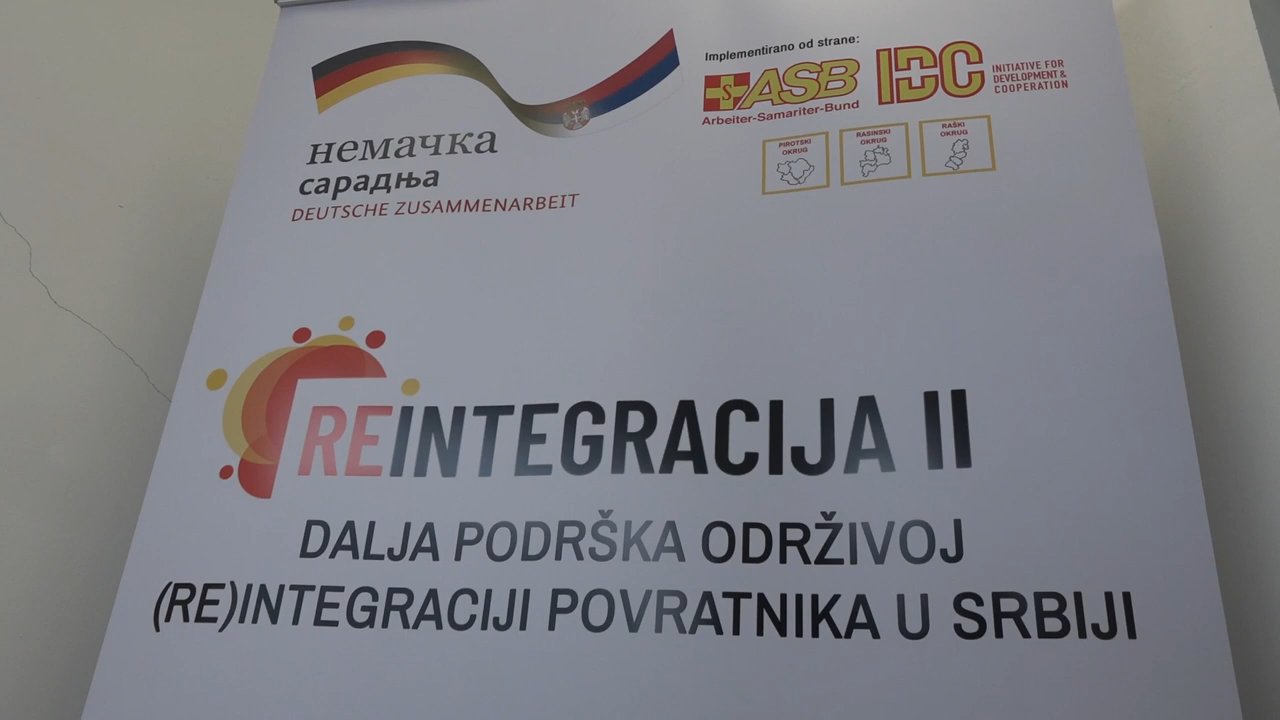 немачка
сарадња
DEUTSCHE ZUSAMMENARBEIT
Implementirano od strane:
S ASB
Arbeiter-Samariter-Bund
IDC
INITIATIVE FOR
DEVELOPMENT &
COOPERATION
PIROTSKI
OKRUG
RASINSKI
OKRUG
RAŠKI
OKRUG
REINTEGRACIJA II
DALJA PODRŠKA ODRŽIVOJ
(RE)INTEGRACIJI POVRATNIKA U SRBIJI